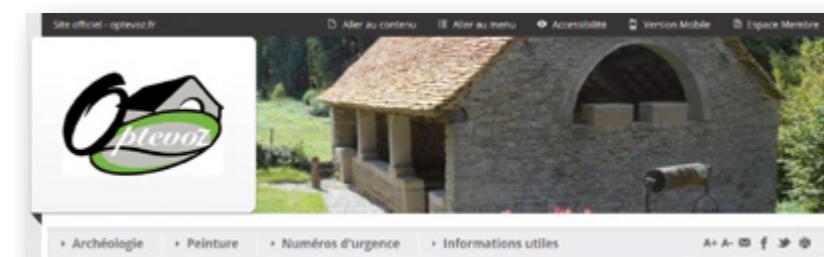 Site officiel - optevoz.fr Aller au contenu Aller au menu Accessibilité Version Mobile Espace Membre
Optevoz
Archéologie Peinture Numéros d'urgence Informations utiles A+ A-